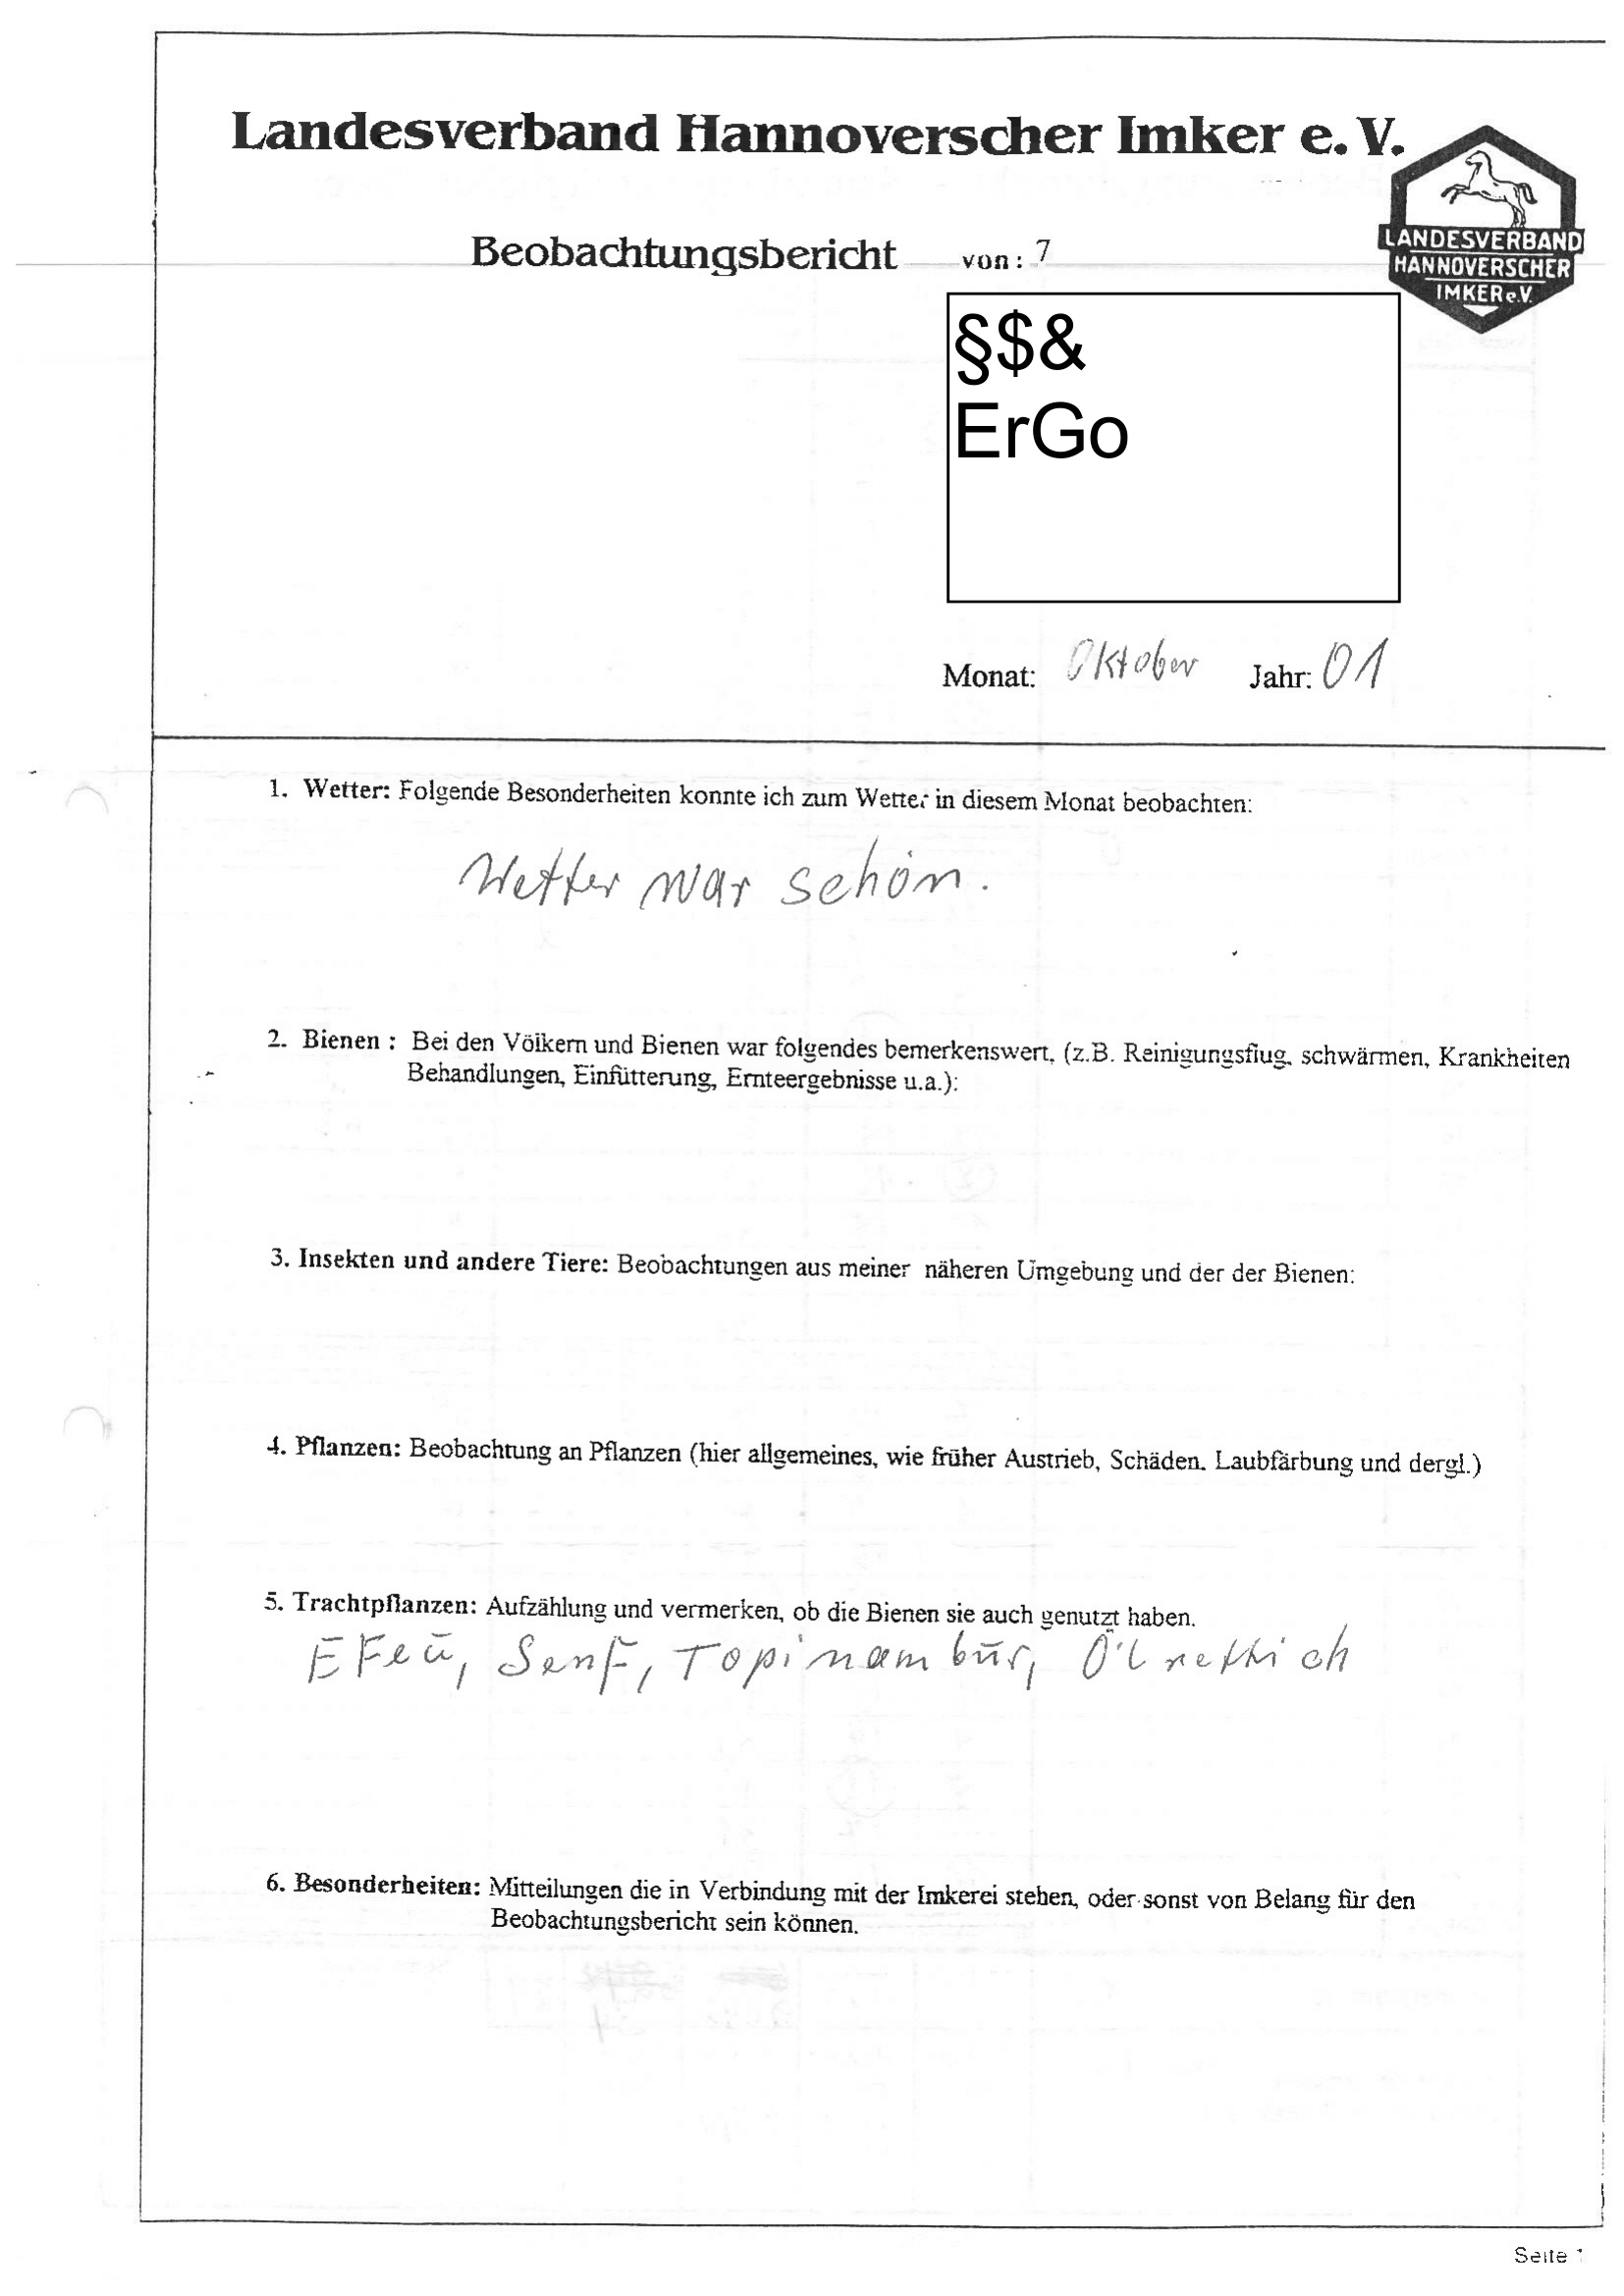 Landesverband Hannoverscher Imker e. V.
LANDESVERBAND
HANNOVERSCHER
IMKER e.V.
Beobachtungsbericht von: 7
§$&
ErGo
Monat: Oktober Jahr: 01
1. Wetter: Folgende Besonderheiten konnte ich zum Wetter in diesem Monat beobachten:
Wetter war schön.
2. Bienen : Bei den Völkern und Bienen war folgendes bemerkenswert, (z.B. Reinigungsflug, schwärmen, Krankheiten
Behandlungen, Einfütterung, Ernteergebnisse u.a.):
3. Insekten und andere Tiere: Beobachtungen aus meiner näheren Umgebung und der der Bienen:
4. Pflanzen: Beobachtung an Pflanzen (hier allgemeines, wie früher Austrieb, Schäden. Laubfärbung und dergl.)
5. Trachtpflanzen: Aufzählung und vermerken, ob die Bienen sie auch genutzt haben.
Efeu, Senf, Topinambur, Ölrettich
6. Besonderheiten: Mitteilungen die in Verbindung mit der Imkerei stehen, oder sonst von Belang für den
Beobachtungsbericht sein können.
Seite 1